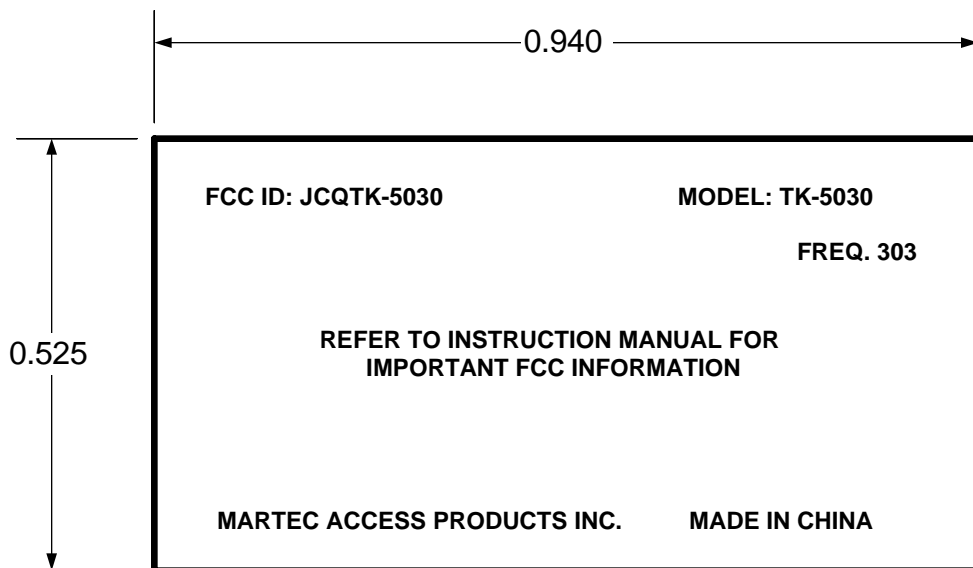 0.940
FCC ID: JCQTK-5030 MODEL: TK-5030
FREQ. 303
0.525
REFER TO INSTRUCTION MANUAL FOR
IMPORTANT FCC INFORMATION
MARTEC ACCESS PRODUCTS INC. MADE IN CHINA